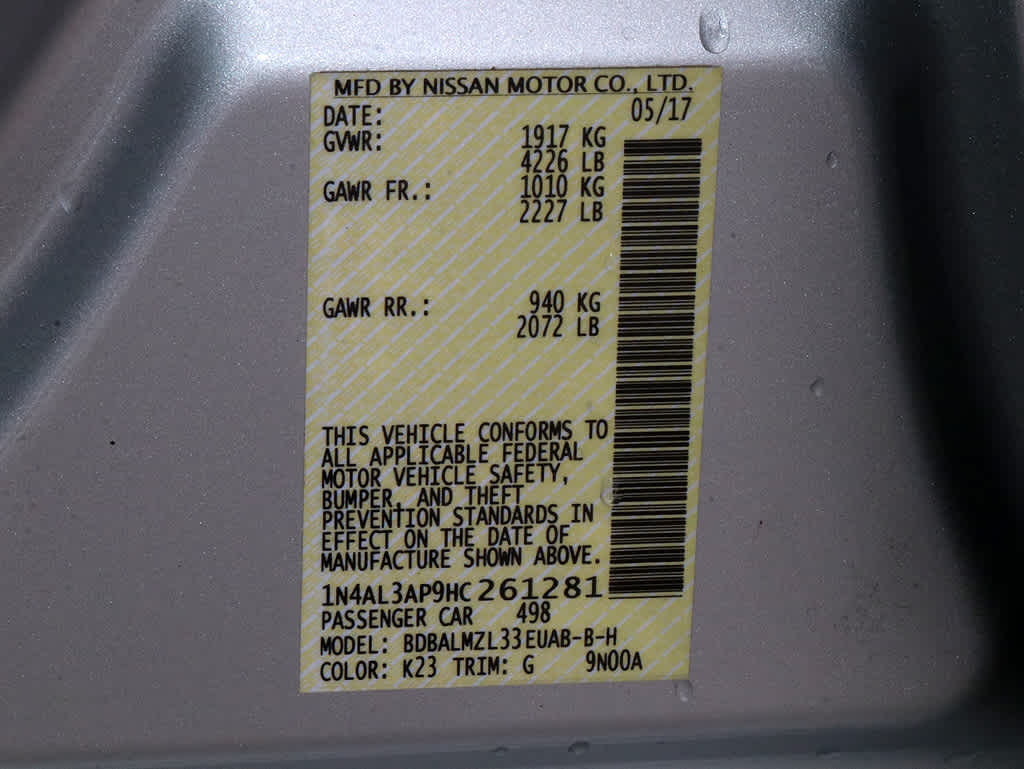 MFD BY NISSAN MOTOR CO., LTD.
DATE: 05/17
GVWR: 1917 KG
4226 LB
GAWR FR.: 1010 KG
2227 LB
GAWR RR.: 940 KG
2072 LB
THIS VEHICLE CONFORMS TO
ALL APPLICABLE FEDERAL
MOTOR VEHICLE SAFETY,
BUMPER, AND THEFT
PREVENTION STANDARDS IN
EFFECT ON THE DATE OF
MANUFACTURE SHOWN ABOVE.
1N4AL3AP9HC261281
PASSENGER CAR 498
MODEL: BDBALMZL33EUAB-B-H
COLOR: K23 TRIM: G 9N00A